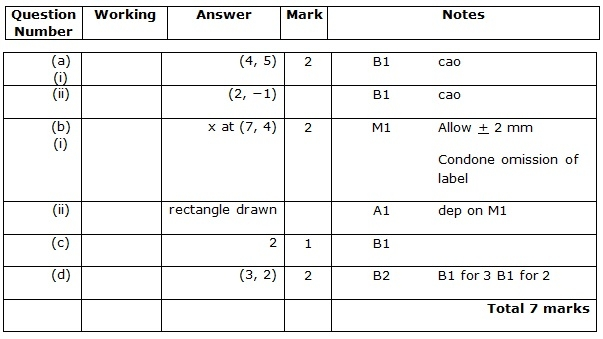 Question Number Working Answer Mark Notes
(a) (i) (4, 5) 2 B1 cao
(ii) (2, −1) B1 cao
(b) (i) x at (7, 4) 2 M1 Allow ± 2 mm
Condone omission of
label
(ii) rectangle drawn A1 dep on M1
(c) 2 1 B1
(d) (3, 2) 2 B2 B1 for 3 B1 for 2
Total 7 marks